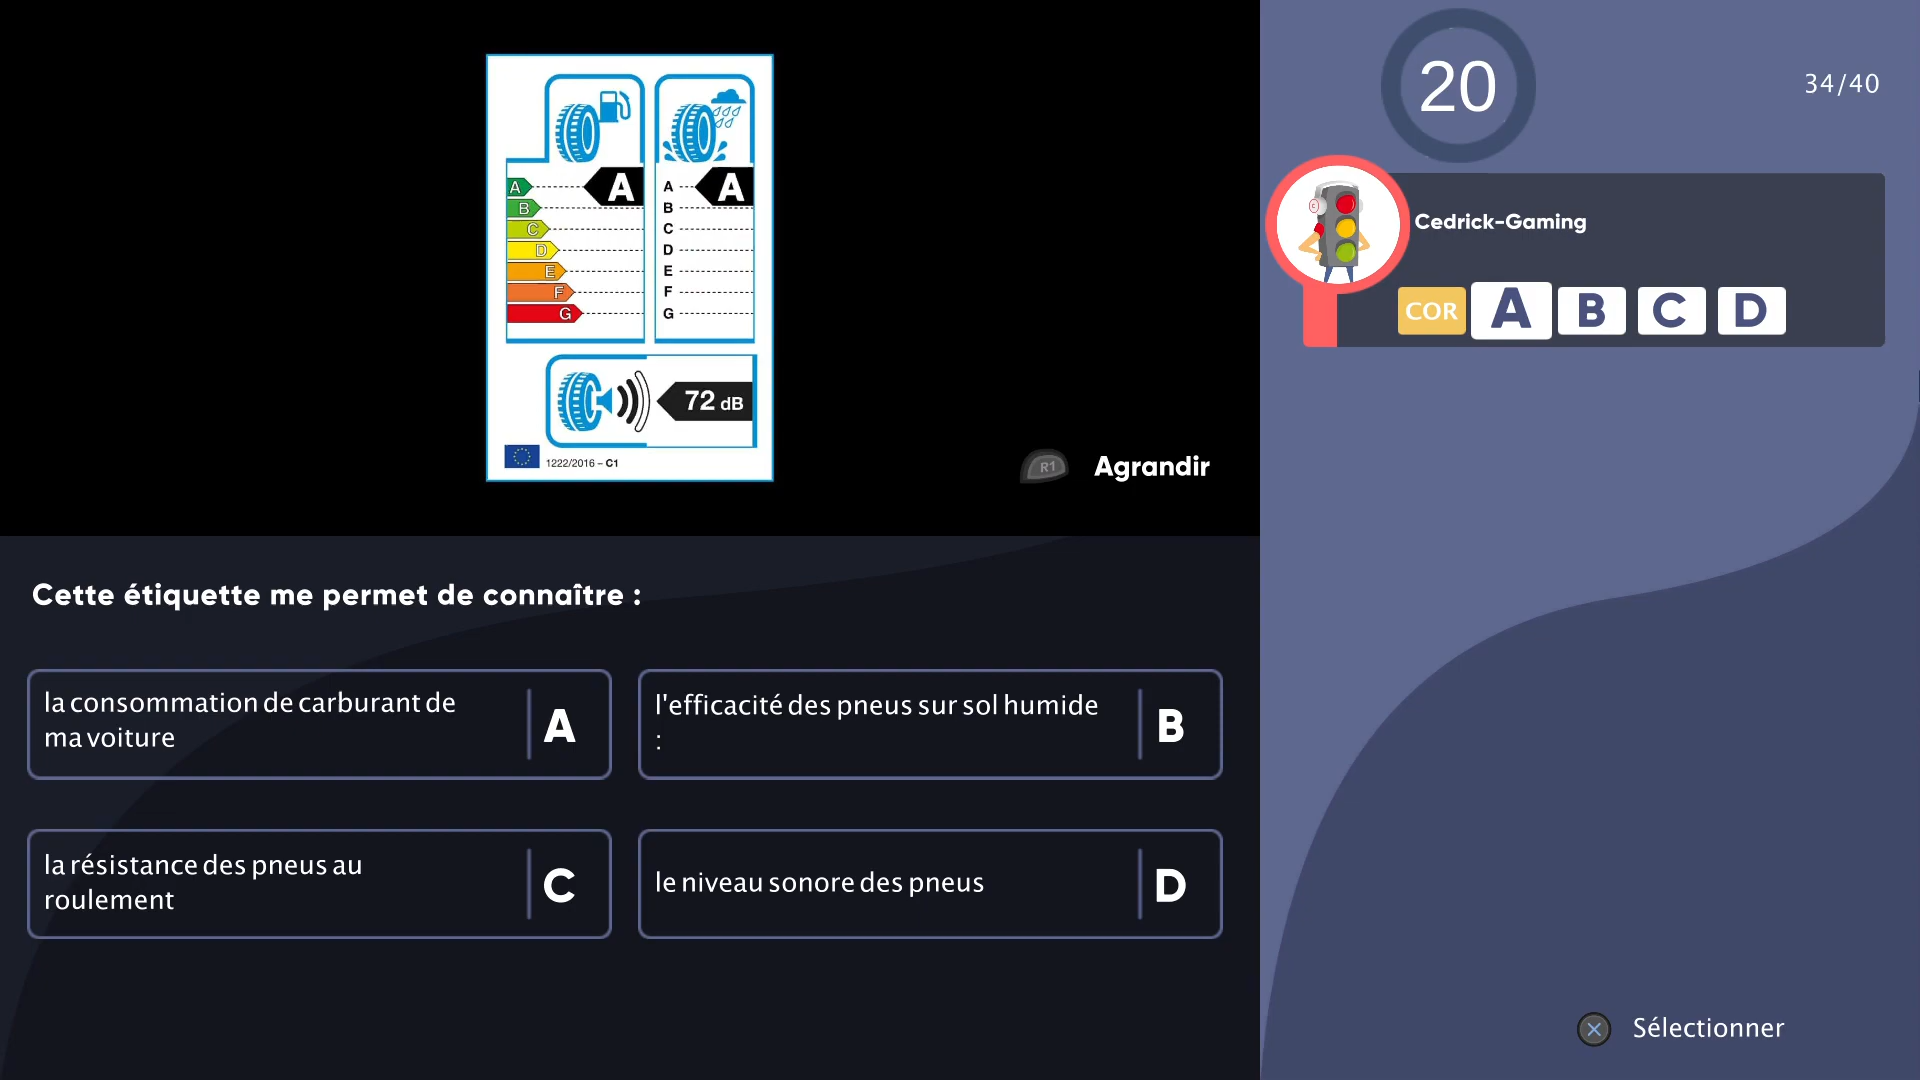 20
34/40
Cedrick-Gaming
COR A B C D
A A
A A
B B
C C
D D
E E
F F
G G
72 dB
1222/2016 – C1
R1 Agrandir
Cette étiquette me permet de connaître :
la consommation de carburant de
ma voiture
A
l'efficacité des pneus sur sol humide
:
B
la résistance des pneus au
roulement
C
le niveau sonore des pneus
D
Sélectionner